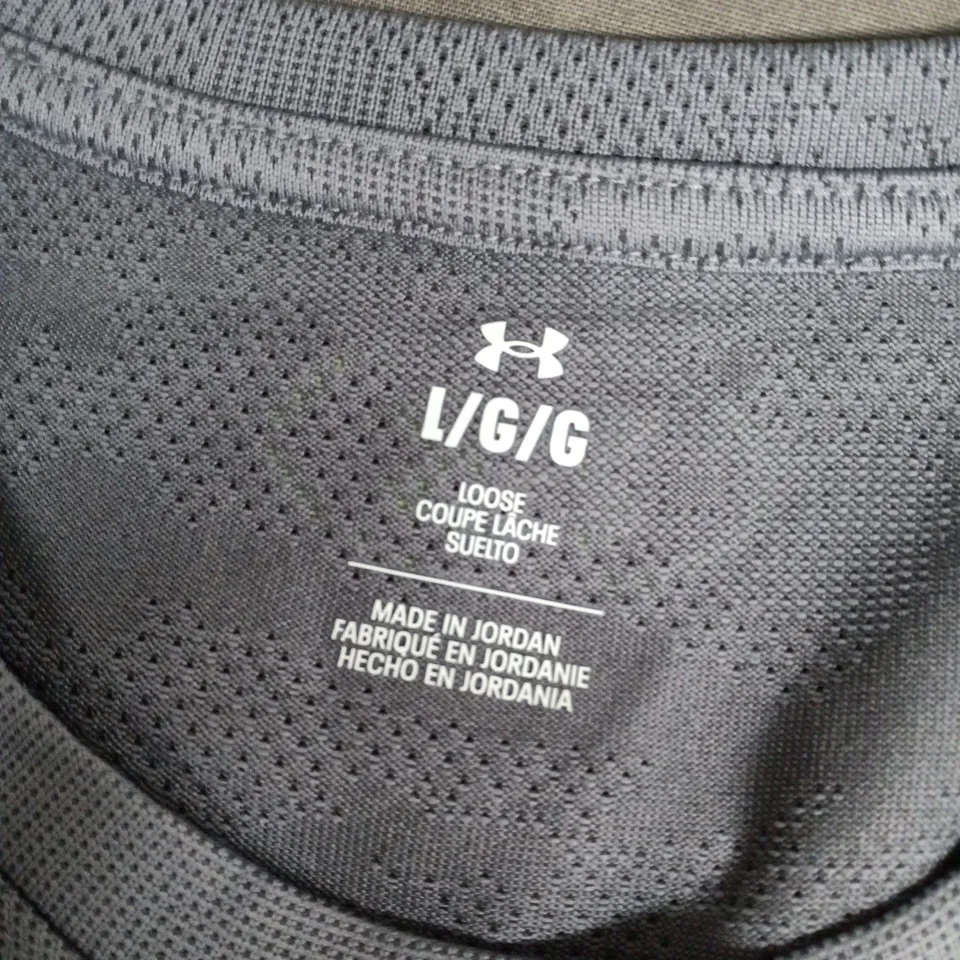 L/G/G
LOOSE
COUPE LÂCHE
SUELTO
MADE IN JORDAN
FABRIQUÉ EN JORDANIE
HECHO EN JORDANIA